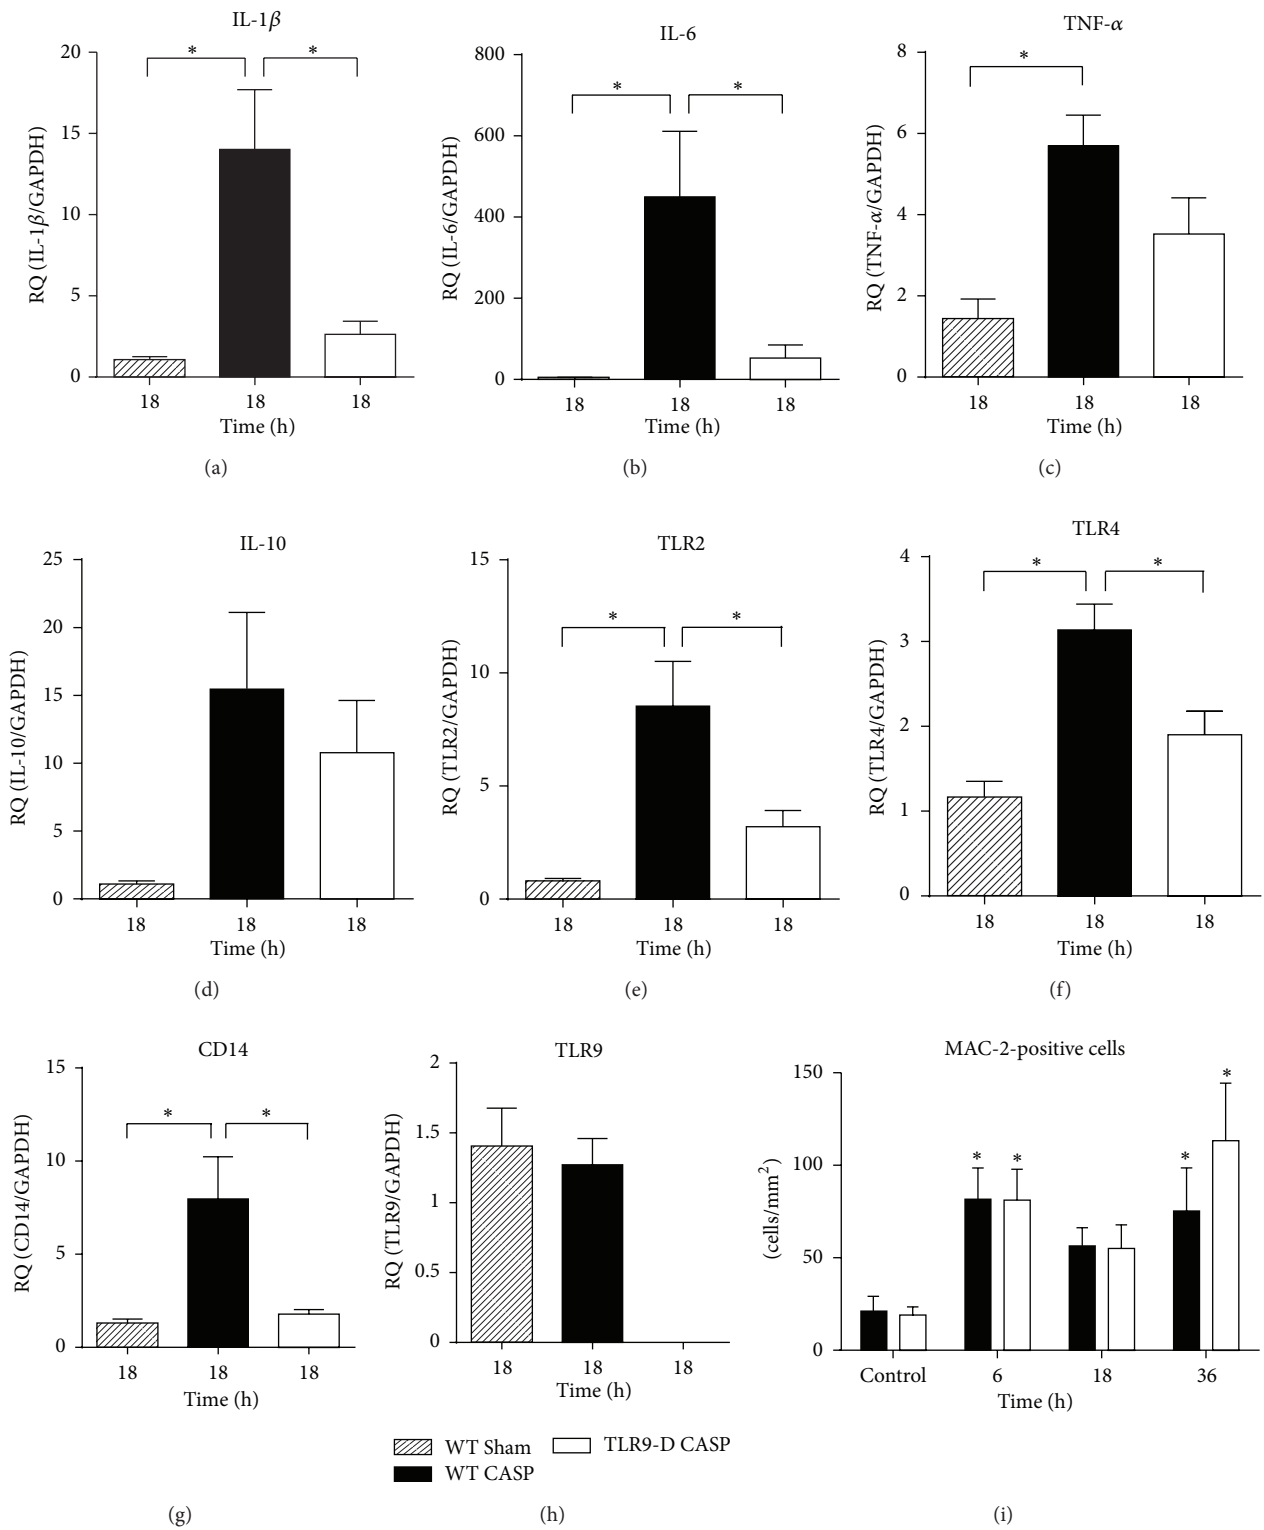 IL-1β
20
15
10
5
0
RQ (IL-1β/GAPDH)
* *
18 18 18
Time (h)
(a)
IL-6
800
600
400
200
0
RQ (IL-6/GAPDH)
* *
18 18 18
Time (h)
(b)
TNF-α
8
6
4
2
0
RQ (TNF-α/GAPDH)
*
18 18 18
Time (h)
(c)
IL-10
25
20
15
10
5
0
RQ (IL-10/GAPDH)
18 18 18
Time (h)
(d)
TLR2
15
10
5
0
RQ (TLR2/GAPDH)
* *
18 18 18
Time (h)
(e)
TLR4
4
3
2
1
0
RQ (TLR4/GAPDH)
* *
18 18 18
Time (h)
(f)
CD14
15
10
5
0
RQ (CD14/GAPDH)
* *
18 18 18
Time (h)
(g)
TLR9
2
1.5
1
0.5
0
RQ (TLR9/GAPDH)
18 18 18
Time (h)
WT Sham
WT CASP
TLR9-D CASP
(h)
MAC-2-positive cells
150
100
50
0
(cells/mm²)
* * * *
Control 6 18 36
Time (h)
(i)